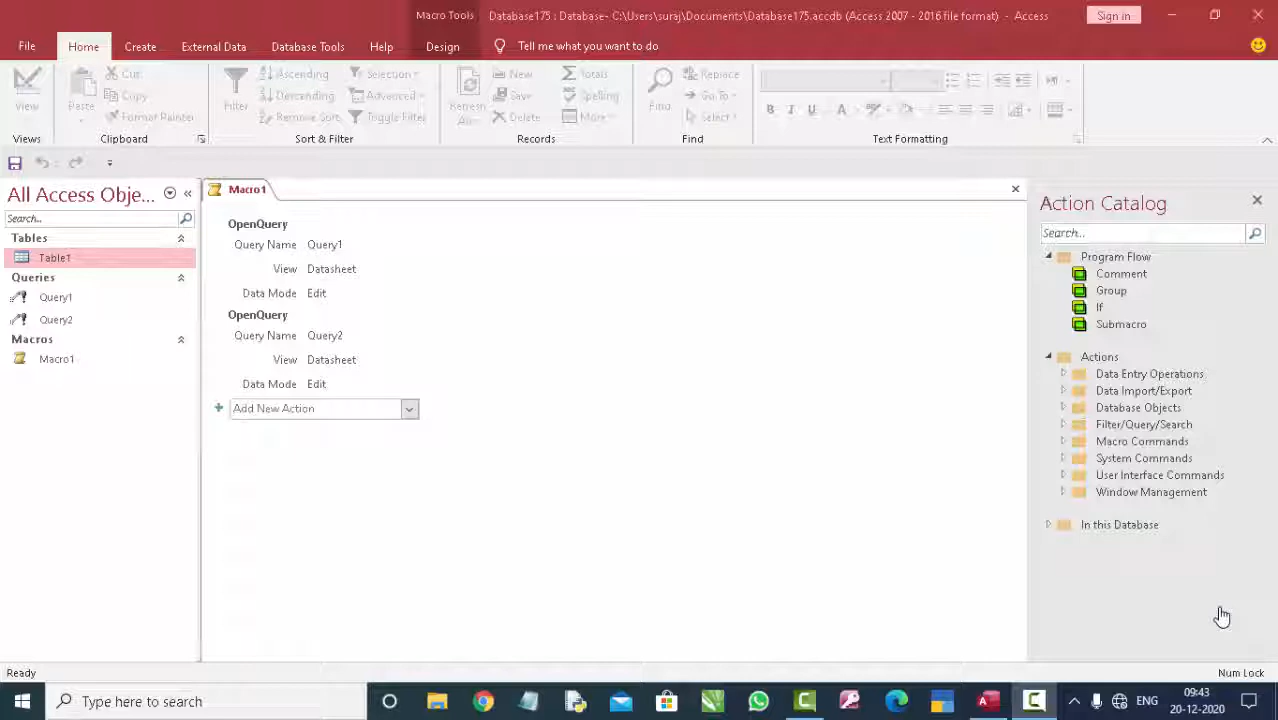 Macro Tools Database175 : Database- C:\Users\suraj\Documents\Database175.accdb (Access 2007 - 2016 file format) - Access Sign in
File Home Create External Data Database Tools Help Design Tell me what you want to do
View Paste Cut Copy Format Painter
Filter Ascending Descending Selection Advanced Toggle Filter
Refresh New Save Delete Totals Spelling More
Find Replace Go To Select
B I U A
Views Clipboard Sort & Filter Records Find Text Formatting
All Access Obje...
Search..
Tables
Table1
Queries
Query1
Query2
Macros
Macro1
Macro1
OpenQuery
Query Name Query1
View Datasheet
Data Mode Edit
OpenQuery
Query Name Query2
View Datasheet
Data Mode Edit
Add New Action
Action Catalog
Search..
Program Flow
Comment
Group
If
Submacro
Actions
Data Entry Operations
Data Import/Export
Database Objects
Filter/Query/Search
Macro Commands
System Commands
User Interface Commands
Window Management
In this Database
Ready Num Lock
Type here to search
ENG
09:43
20-12-2020